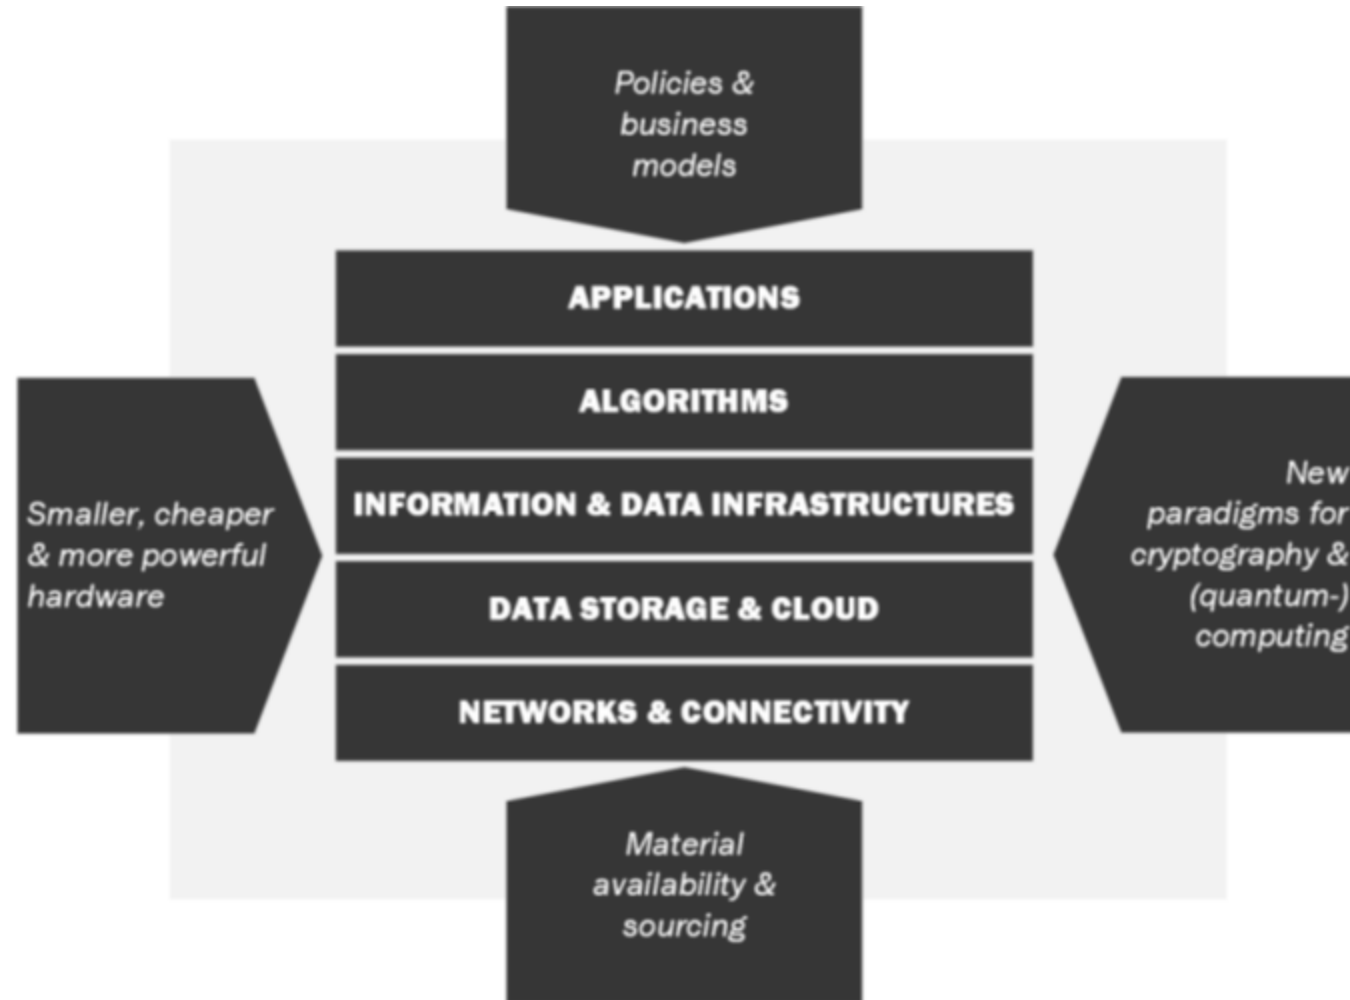 Policies &
business
models
APPLICATIONS
ALGORITHMS
INFORMATION & DATA INFRASTRUCTURES
DATA STORAGE & CLOUD
NETWORKS & CONNECTIVITY
Smaller, cheaper
& more powerful
hardware
New
paradigms for
cryptography &
(quantum-)
computing
Material
availability &
sourcing